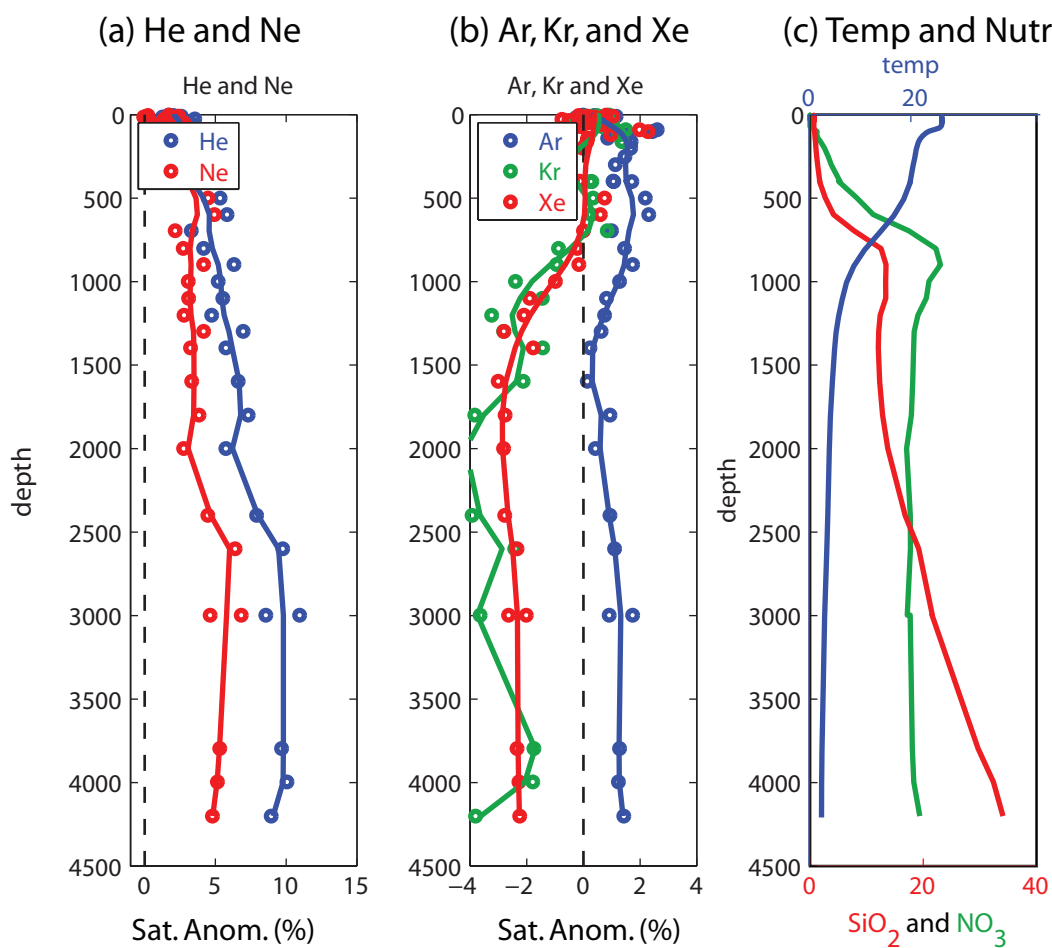 (a) He and Ne
He and Ne
0
500
1000
1500
2000
2500
3000
3500
4000
4500
depth
He
Ne
0 5 10 15
Sat. Anom. (%)
(b) Ar, Kr, and Xe
Ar, Kr and Xe
0
500
1000
1500
2000
2500
3000
3500
4000
4500
Ar
Kr
Xe
−4 −2 0 2 4
Sat. Anom. (%)
(c) Temp and Nutr
temp
0 20
0
500
1000
1500
2000
2500
3000
3500
4000
4500
depth
0 20 40
SiO2 and NO3